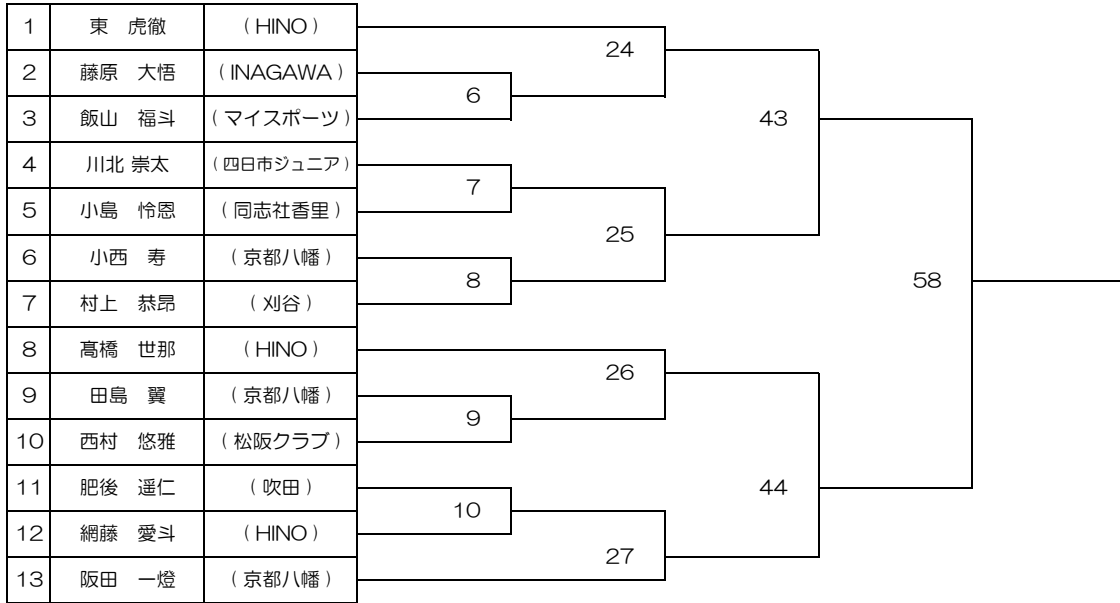 1 東　虎徹 （HINO）
24
2 藤原　大悟 （INAGAWA）
6
3 飯山　福斗 （マイスポーツ）
43
4 川北 崇太 （四日市ジュニア）
7
5 小島　怜恩 （同志社香里）
25
6 小西　寿 （京都八幡）
8
58
7 村上　恭昂 （刈谷）
8 髙橋　世那 （HINO）
26
9 田島　翼 （京都八幡）
9
10 西村　悠雅 （松阪クラブ）
11 肥後　遥仁 （吹田）
44
10
12 網藤　愛斗 （HINO）
27
13 阪田　一燈 （京都八幡）